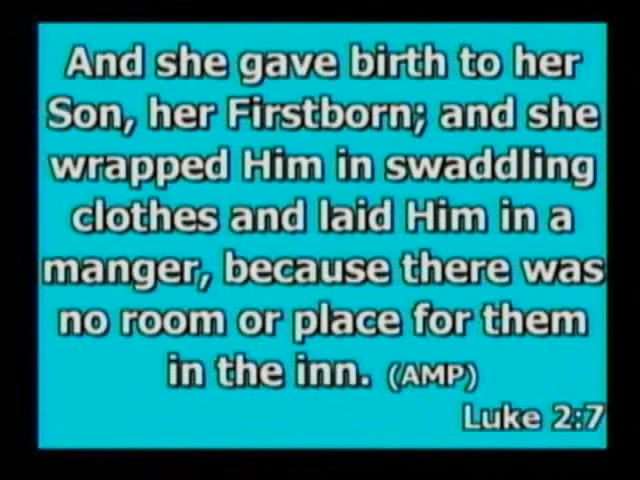 And she gave birth to her
Son, her Firstborn; and she
wrapped Him in swaddling
clothes and laid Him in a
manger, because there was
no room or place for them
in the inn. (AMP)
Luke 2:7